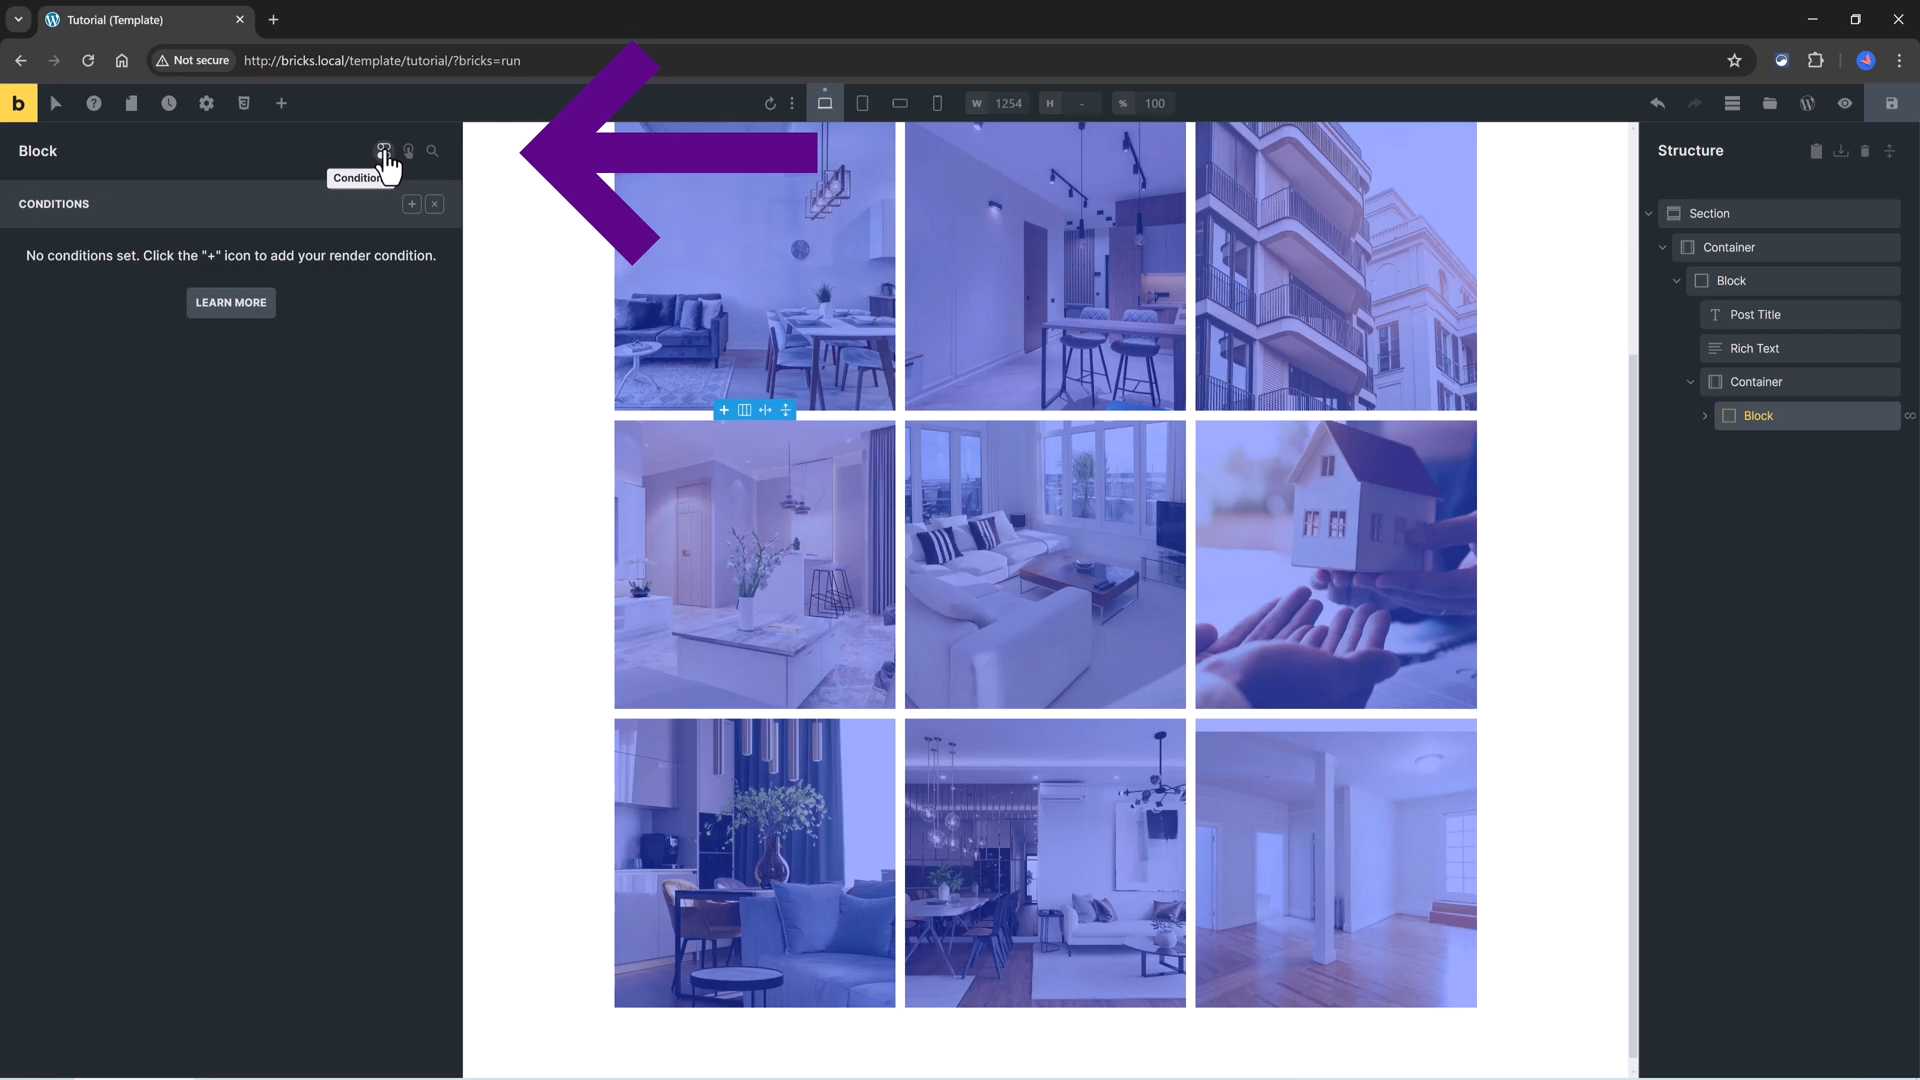 Tutorial (Template)
Not secure
http://bricks.local/template/tutorial/?bricks=run
b
W 1254 H - % 100
Block
Condition
CONDITIONS
No conditions set. Click the "+" icon to add your render condition.
LEARN MORE
Structure
Section
Container
Block
Post Title
Rich Text
Container
Block